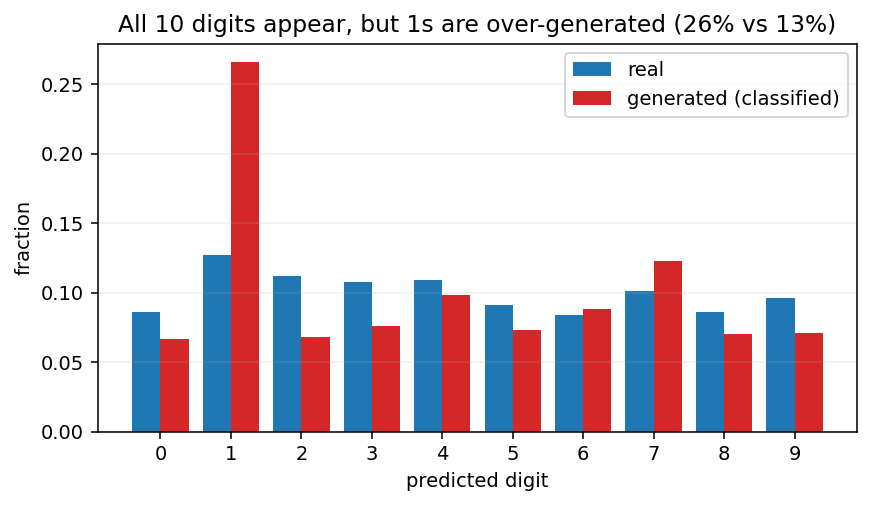 All 10 digits appear, but 1s are over-generated (26% vs 13%)
real
generated (classified)
fraction
0.25
0.20
0.15
0.10
0.05
0.00
0 1 2 3 4 5 6 7 8 9
predicted digit